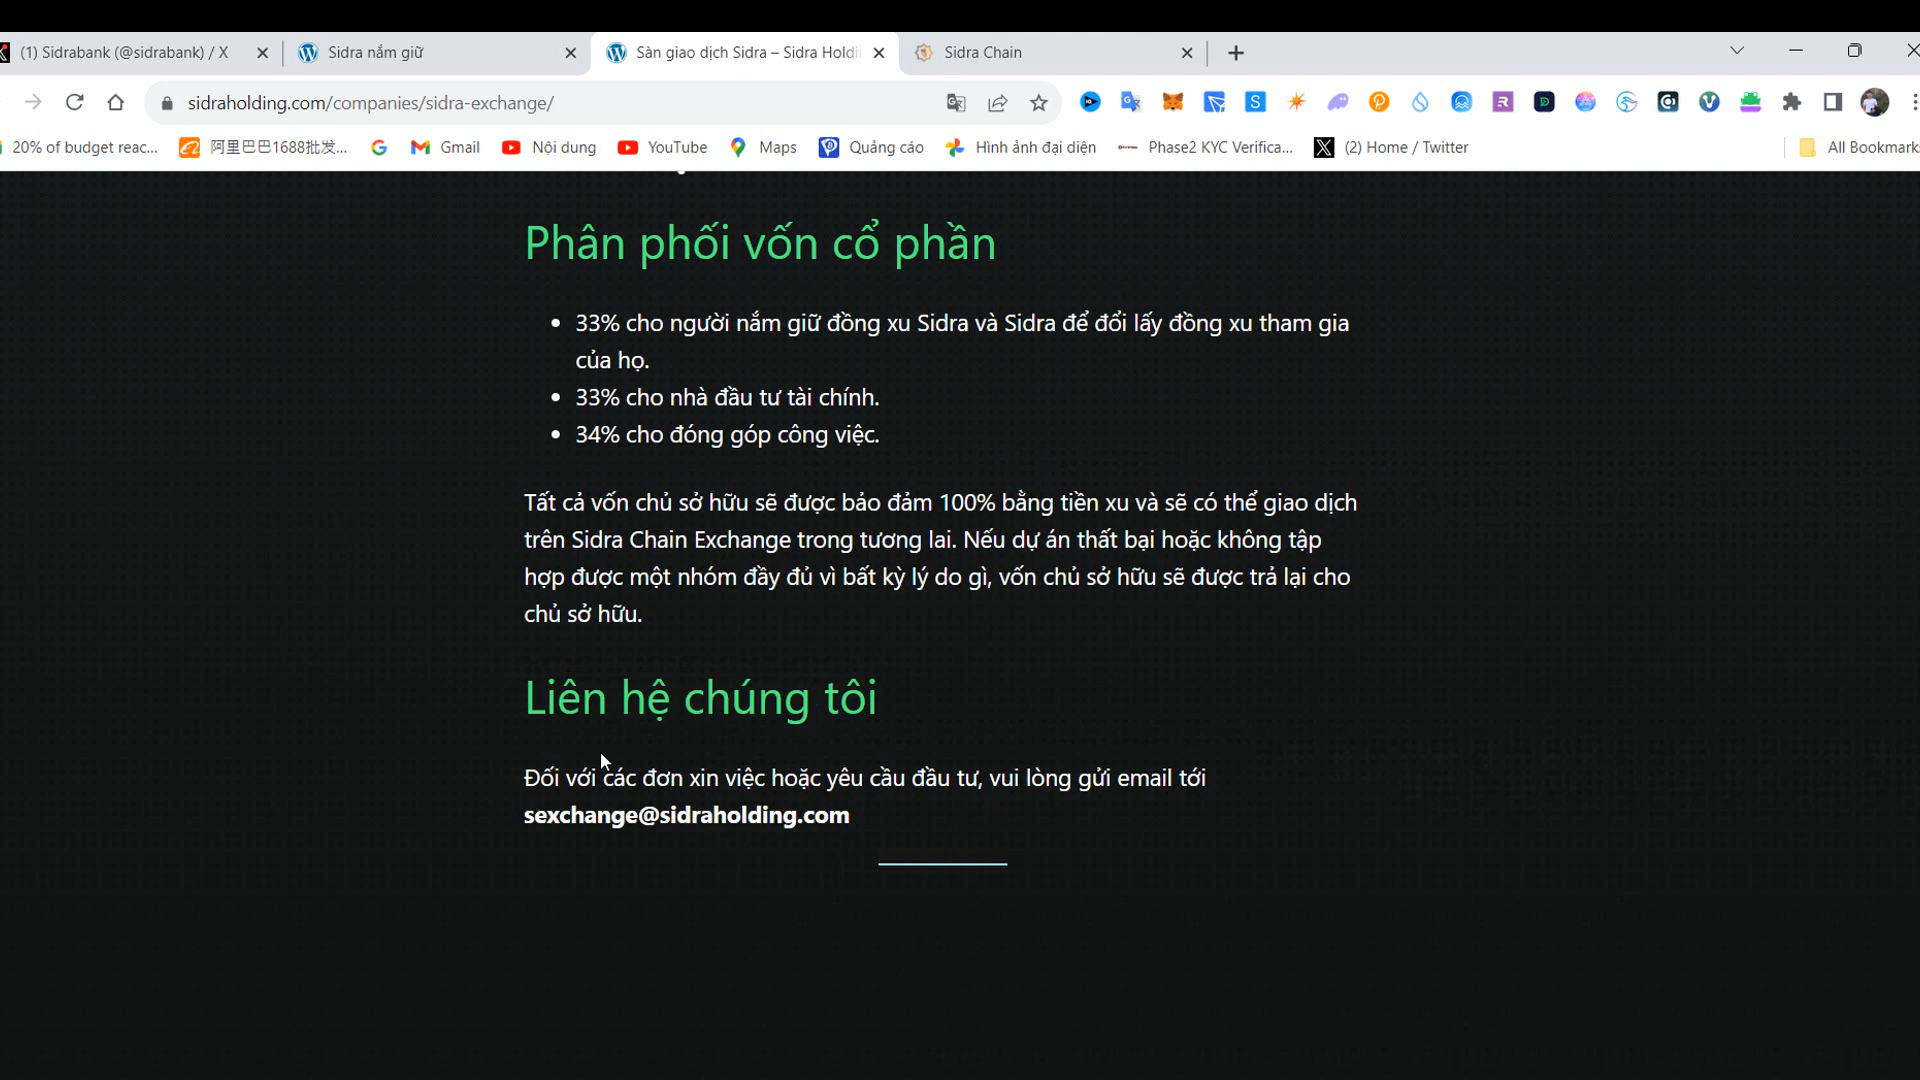 (1) Sidrabank (@sidrabank) / X
Sidra nắm giữ
Sàn giao dịch Sidra – Sidra Holdi
Sidra Chain
sidraholding.com/companies/sidra-exchange/
20% of budget reac...
阿里巴巴1688批发...
Gmail
Nội dung
YouTube
Maps
Quảng cáo
Hình ảnh đại diện
Phase2 KYC Verifica...
(2) Home / Twitter
All Bookmarks
Phân phối vốn cổ phần
33% cho người nắm giữ đồng xu Sidra và Sidra để đổi lấy đồng xu tham gia
của họ.
33% cho nhà đầu tư tài chính.
34% cho đóng góp công việc.
Tất cả vốn chủ sở hữu sẽ được bảo đảm 100% bằng tiền xu và sẽ có thể giao dịch
trên Sidra Chain Exchange trong tương lai. Nếu dự án thất bại hoặc không tập
hợp được một nhóm đầy đủ vì bất kỳ lý do gì, vốn chủ sở hữu sẽ được trả lại cho
chủ sở hữu.
Liên hệ chúng tôi
Đối với các đơn xin việc hoặc yêu cầu đầu tư, vui lòng gửi email tới
sexchange@sidraholding.com